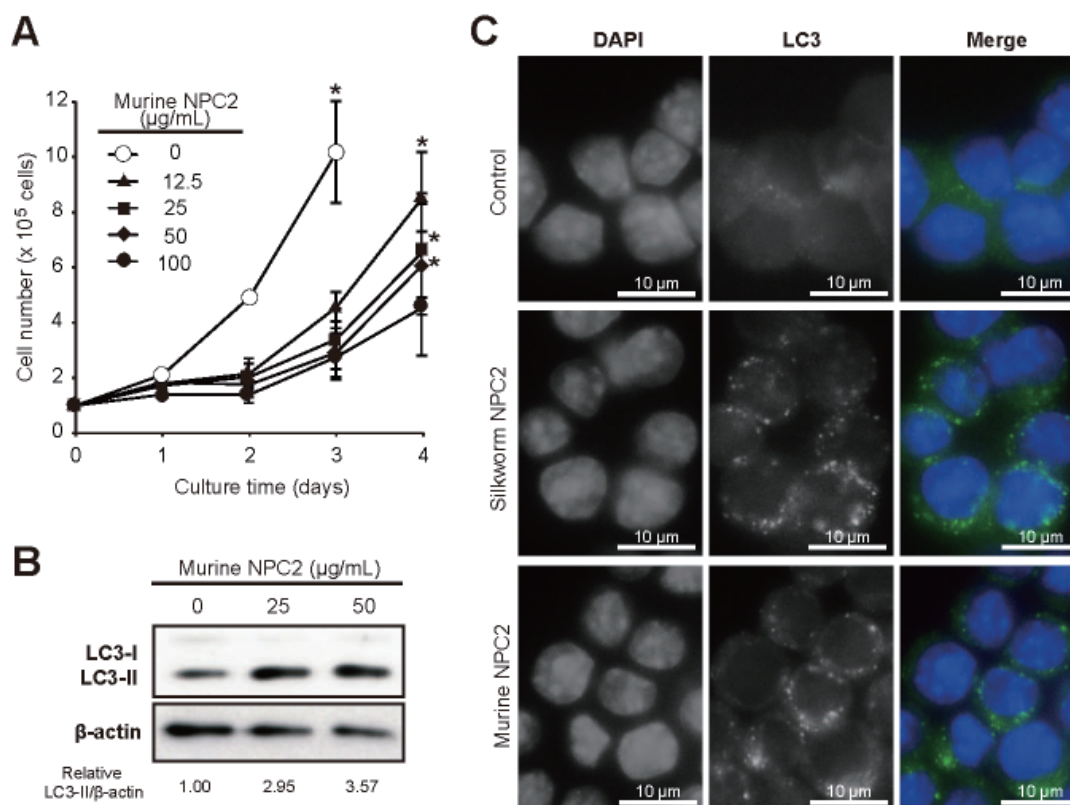 A
Murine NPC2
(µg/mL)
0
12.5
25
50
100
*
*
*
*
12
10
8
6
4
2
0
Cell number (x 10⁵ cells)
0 1 2 3 4
Culture time (days)
B
Murine NPC2 (µg/mL)
0 25 50
LC3-I
LC3-II
β-actin
Relative
LC3-II/β-actin
1.00 2.95 3.57
C
DAPI LC3 Merge
Control
10 µm 10 µm 10 µm
Silkworm NPC2
10 µm 10 µm 10 µm
Murine NPC2
10 µm 10 µm 10 µm